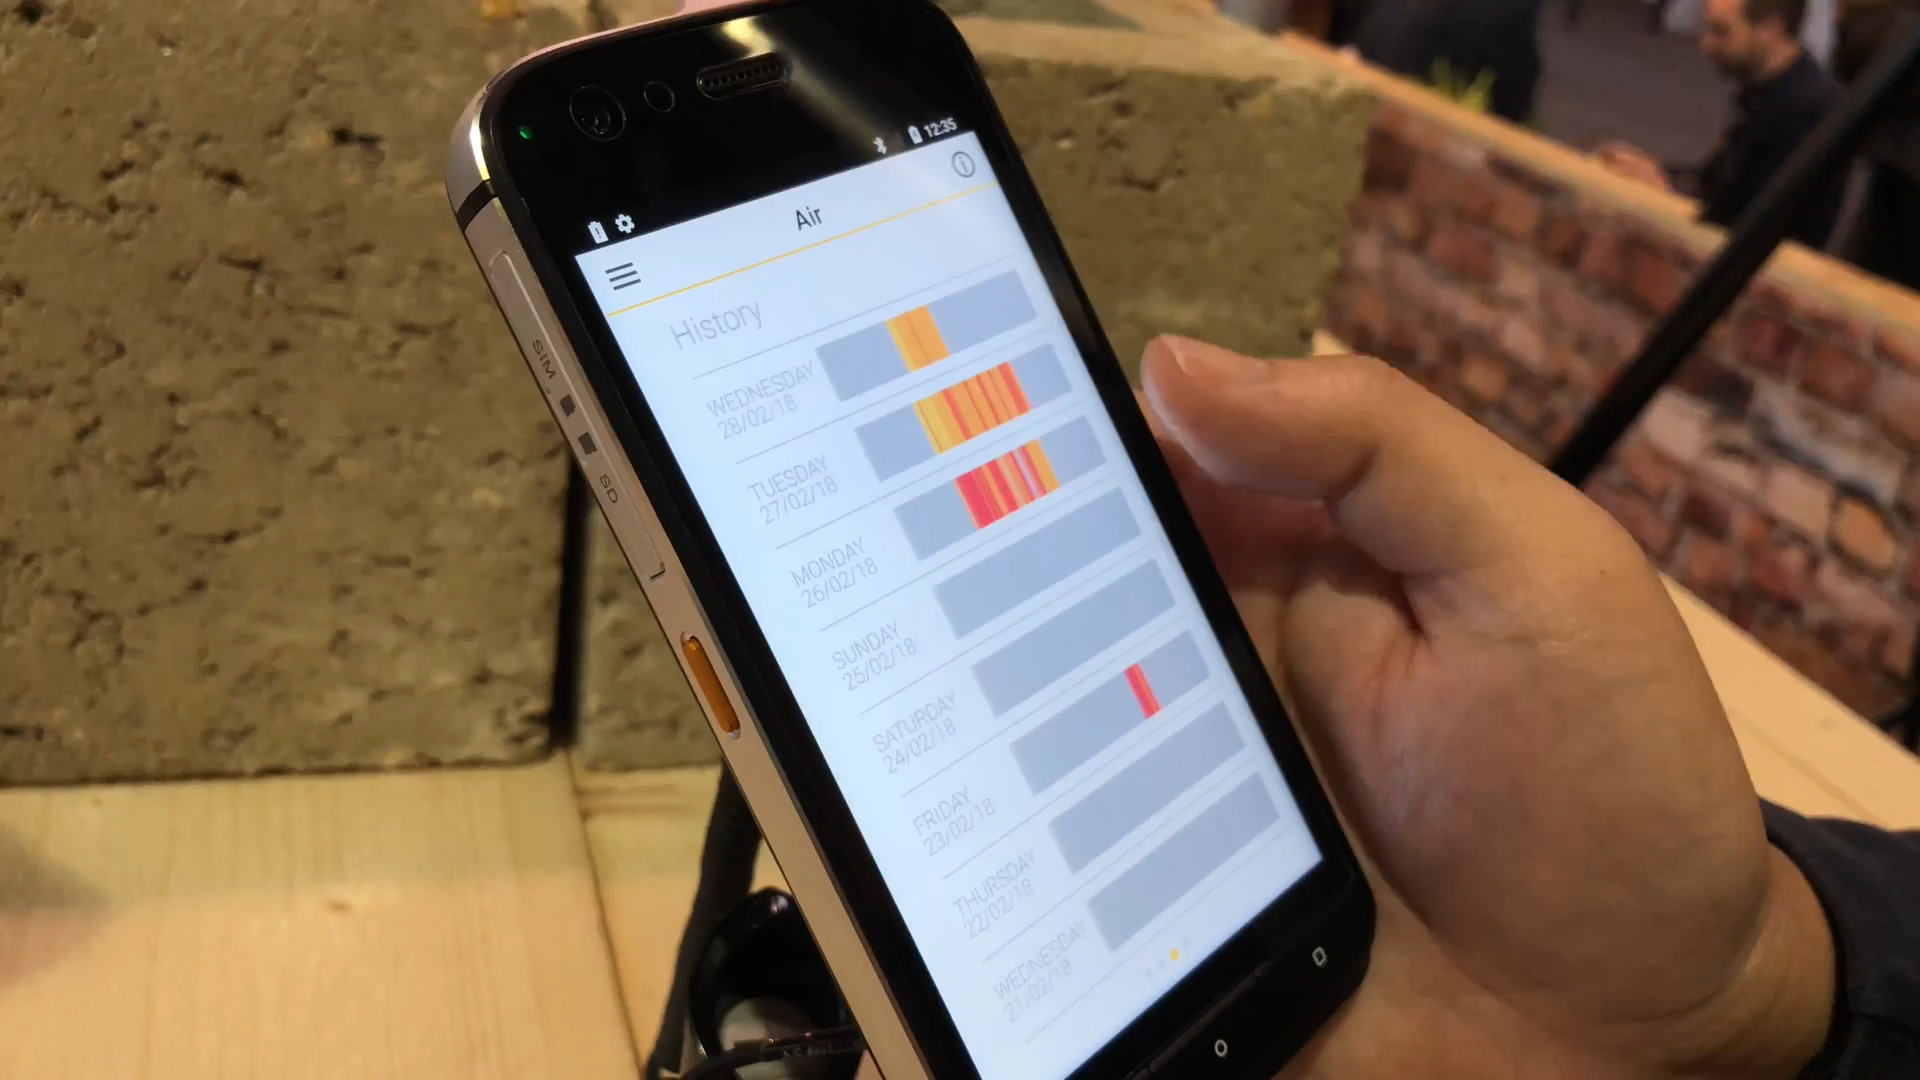 12:35
Air
History
WEDNESDAY
28/02/18
TUESDAY
27/02/18
MONDAY
26/02/18
SUNDAY
25/02/18
SATURDAY
24/02/18
FRIDAY
23/02/18
THURSDAY
22/02/18
WEDNESDAY
21/02/18
SIM
SD